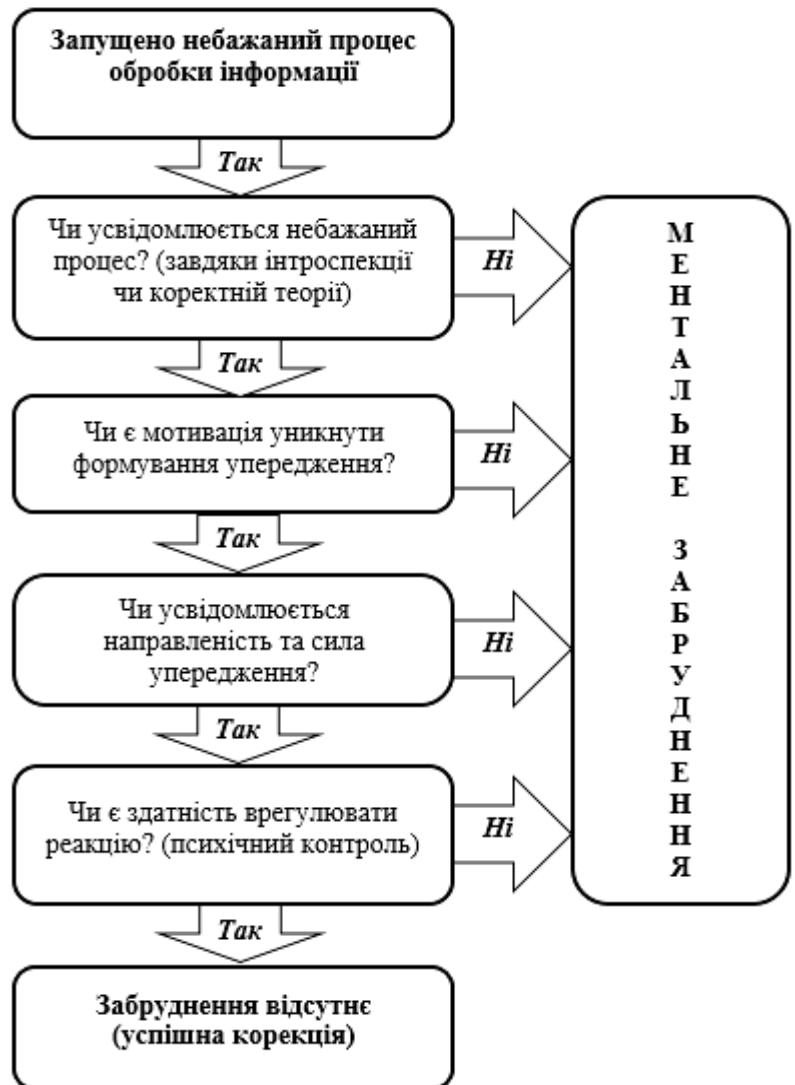 Запущено небажаний процес
обробки інформації
Так
Чи усвідомлюється небажаний
процес? (завдяки інтроспекції
чи коректній теорії)
Ні
Так
Чи є мотивація уникнути
формування упередження?
Ні
Так
Чи усвідомлюється
направленість та сила
упередження?
Ні
Так
Чи є здатність врегулювати
реакцію? (психічний контроль)
Ні
Так
Забруднення відсутнє
(успішна корекція)
МЕНТАЛЬНЕ ЗАБРУДНЕННЯ